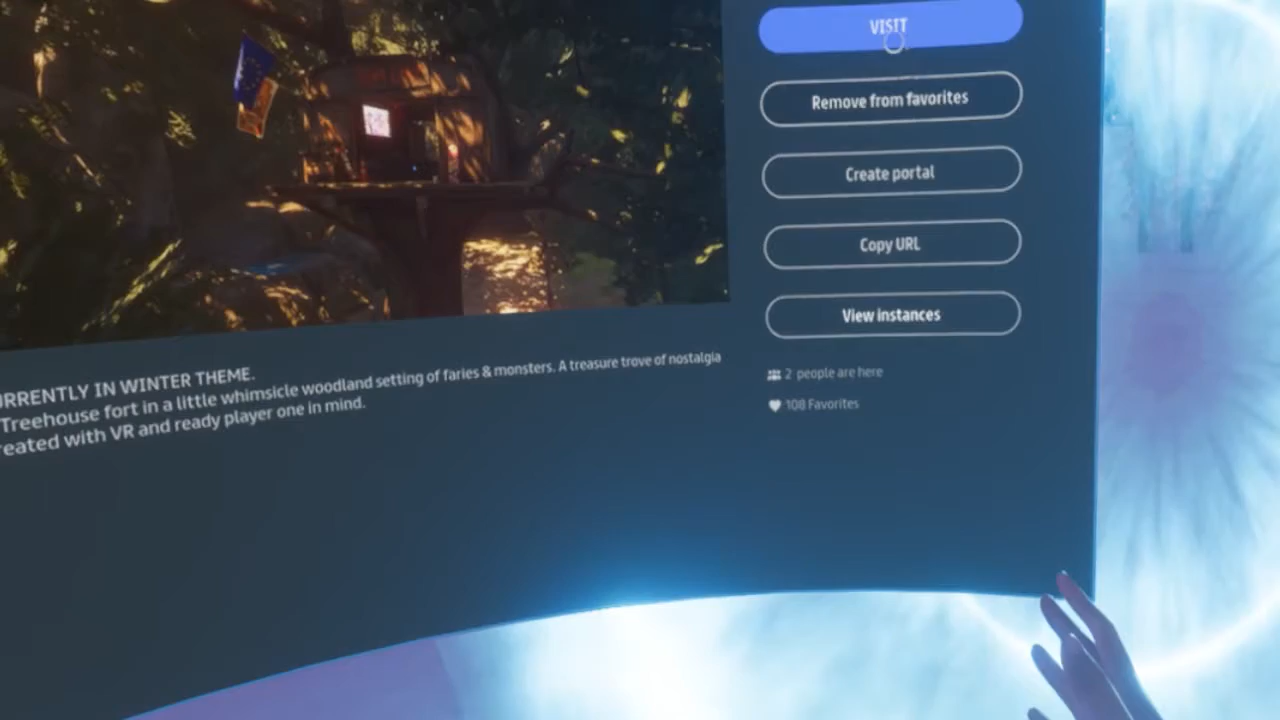 VISIT
Remove from favorites
Create portal
Copy URL
View instances
2 people are here
108 Favorites
URRENTLY IN WINTER THEME.
Treehouse fort in a little whimsicle woodland setting of faries & monsters. A treasure trove of nostalgia
reated with VR and ready player one in mind.